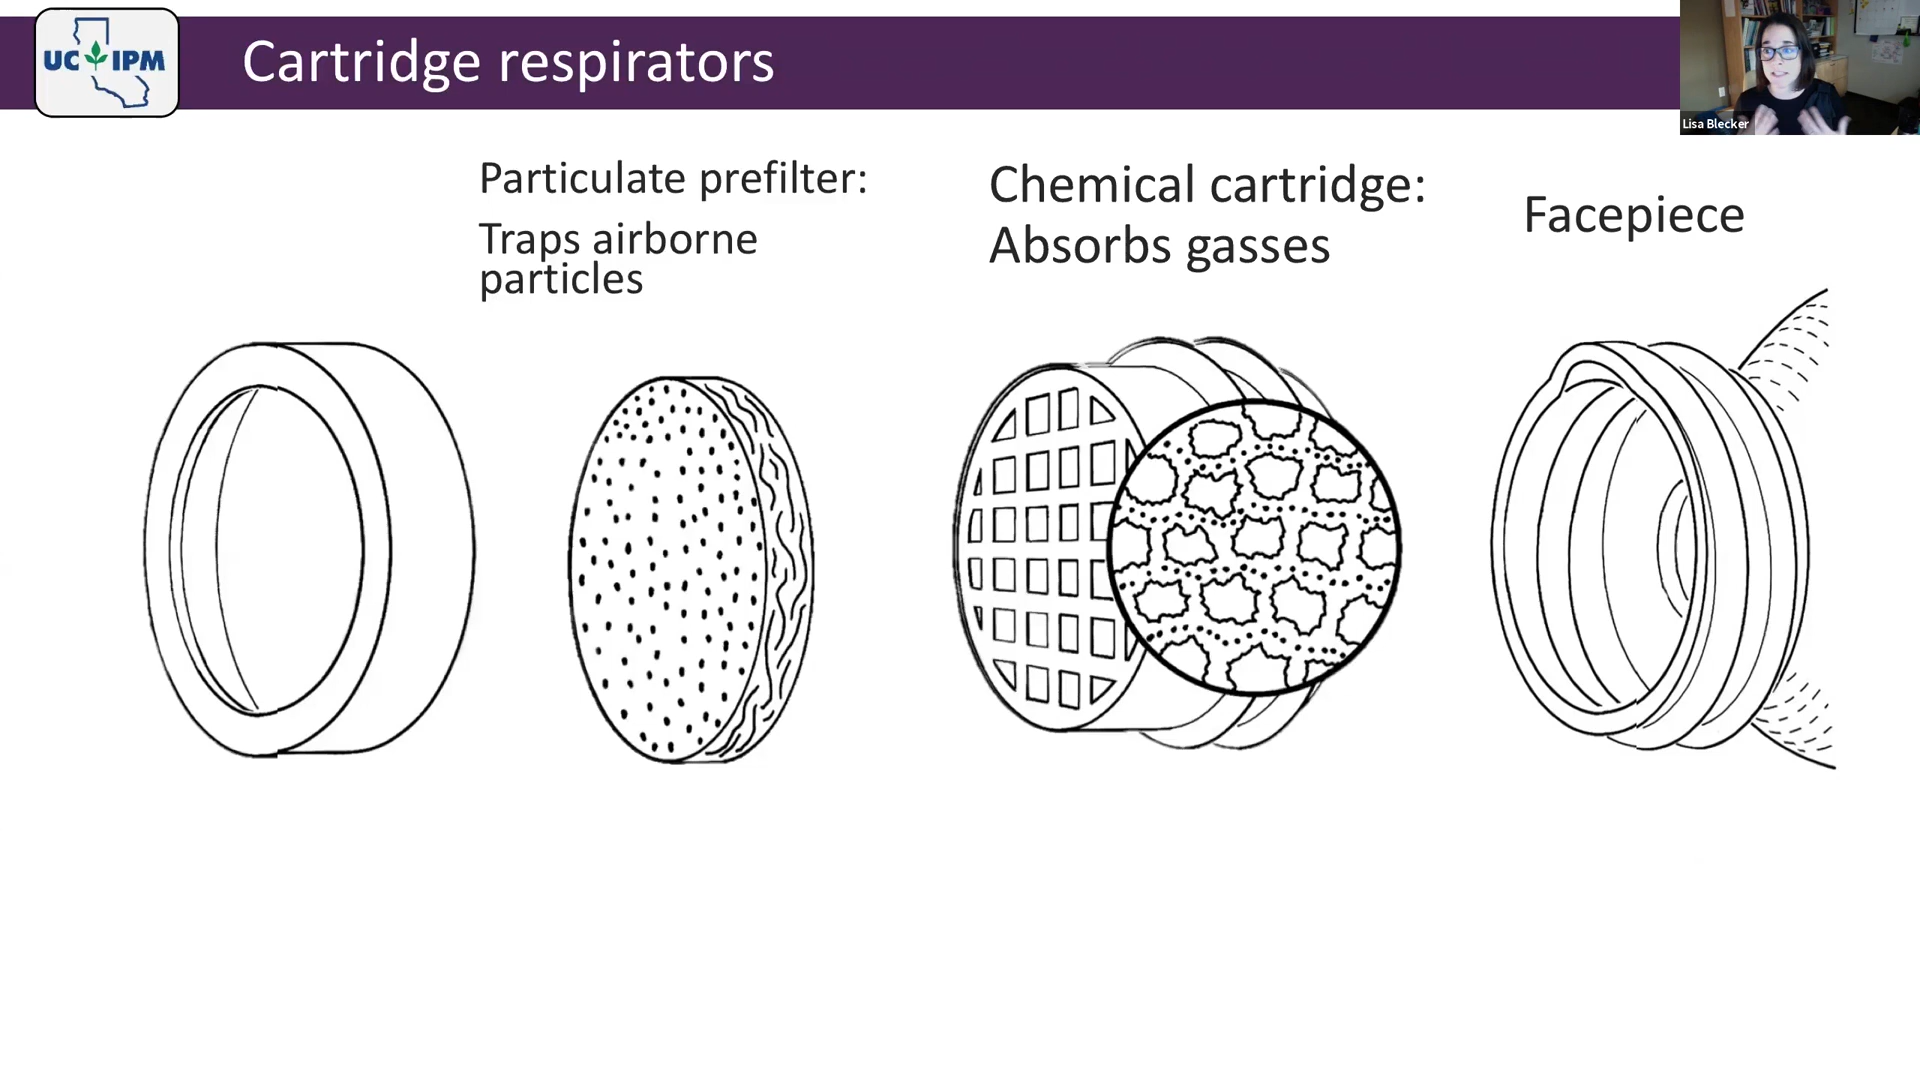 UC IPM
Cartridge respirators
Lisa Blecker
Particulate prefilter:
Traps airborne
particles
Chemical cartridge:
Absorbs gasses
Facepiece